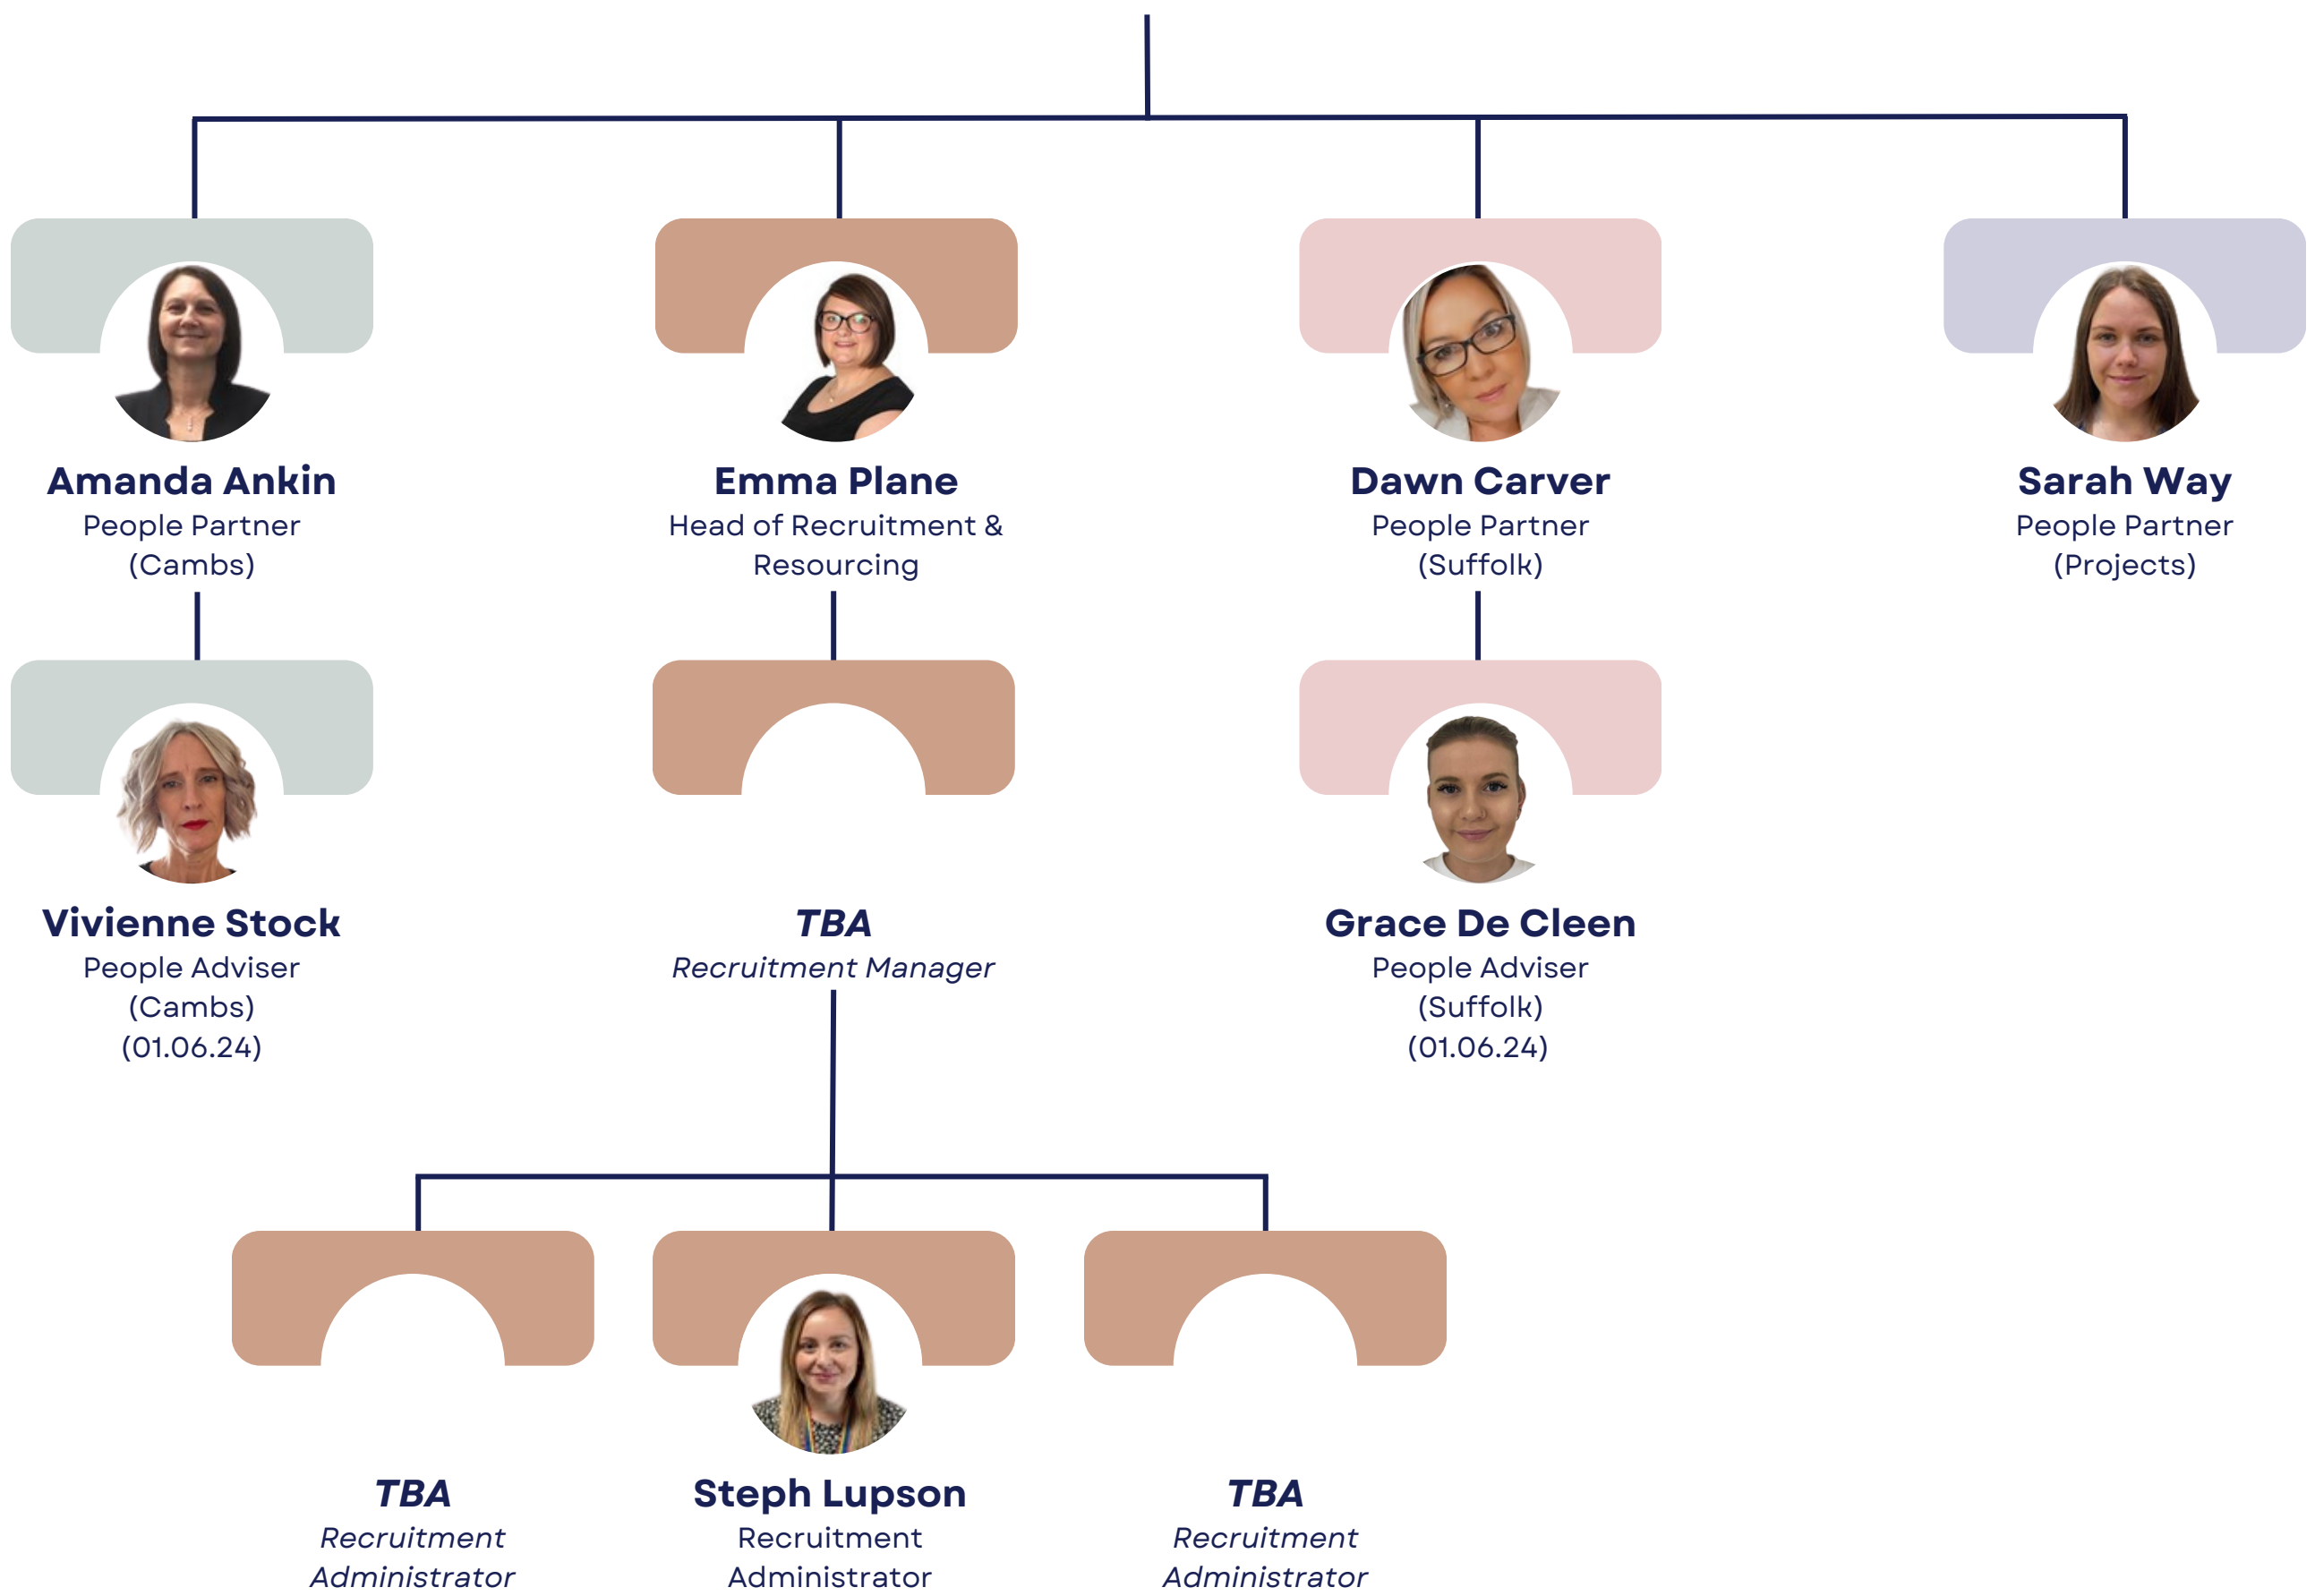 Amanda Ankin
People Partner
(Cambs)
Emma Plane
Head of Recruitment &
Resourcing
Dawn Carver
People Partner
(Suffolk)
Sarah Way
People Partner
(Projects)
Vivienne Stock
People Adviser
(Cambs)
(01.06.24)
TBA
Recruitment Manager
Grace De Cleen
People Adviser
(Suffolk)
(01.06.24)
TBA
Recruitment
Administrator
Steph Lupson
Recruitment
Administrator
TBA
Recruitment
Administrator